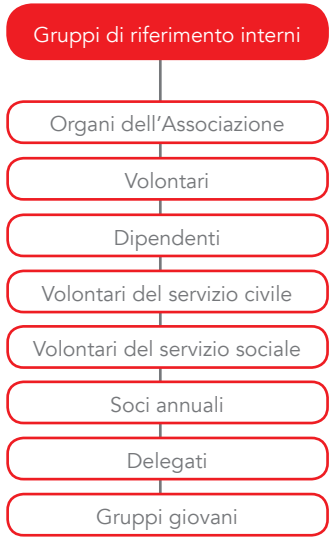 Gruppi di riferimento interni
Organi dell'Associazione
Volontari
Dipendenti
Volontari del servizio civile
Volontari del servizio sociale
Soci annuali
Delegati
Gruppi giovani